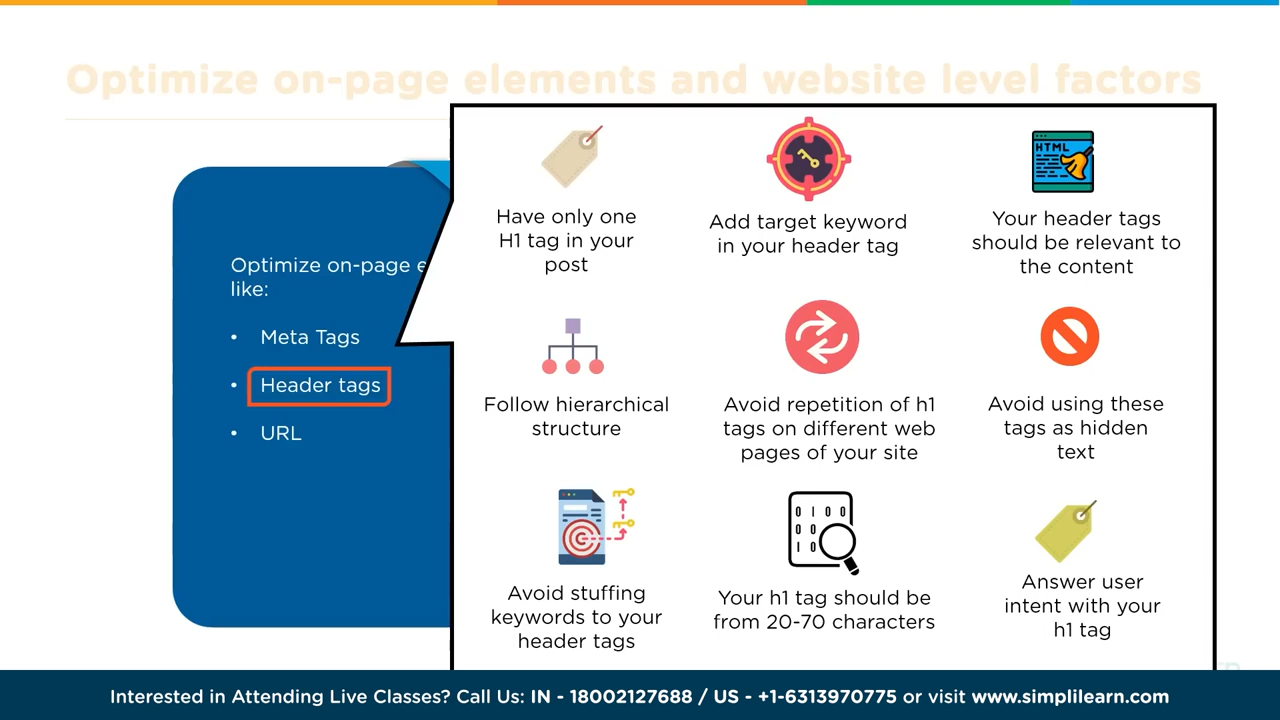 Optimize on-page elements and website level factors
Optimize on-page e
like:
• Meta Tags
• Header tags
• URL
Have only one
H1 tag in your
post
Add target keyword
in your header tag
HTML
Your header tags
should be relevant to
the content
Follow hierarchical
structure
Avoid repetition of h1
tags on different web
pages of your site
Avoid using these
tags as hidden
text
Avoid stuffing
keywords to your
header tags
0100
00
10
Your h1 tag should be
from 20-70 characters
Answer user
intent with your
h1 tag
Interested in Attending Live Classes? Call Us: IN - 18002127688 / US - +1-6313970775 or visit www.simplilearn.com